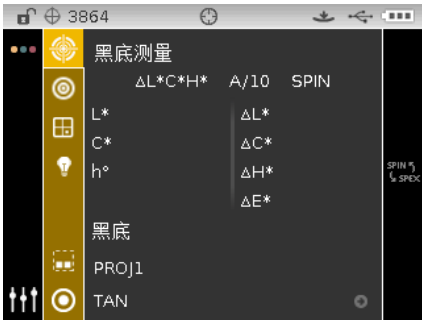 3864
黑底测量
ΔL*C*H* A/10 SPIN
L* ΔL*
C* ΔC*
h° ΔH*
ΔE*
SPIN
SPEX
黑底
PROJ1
TAN